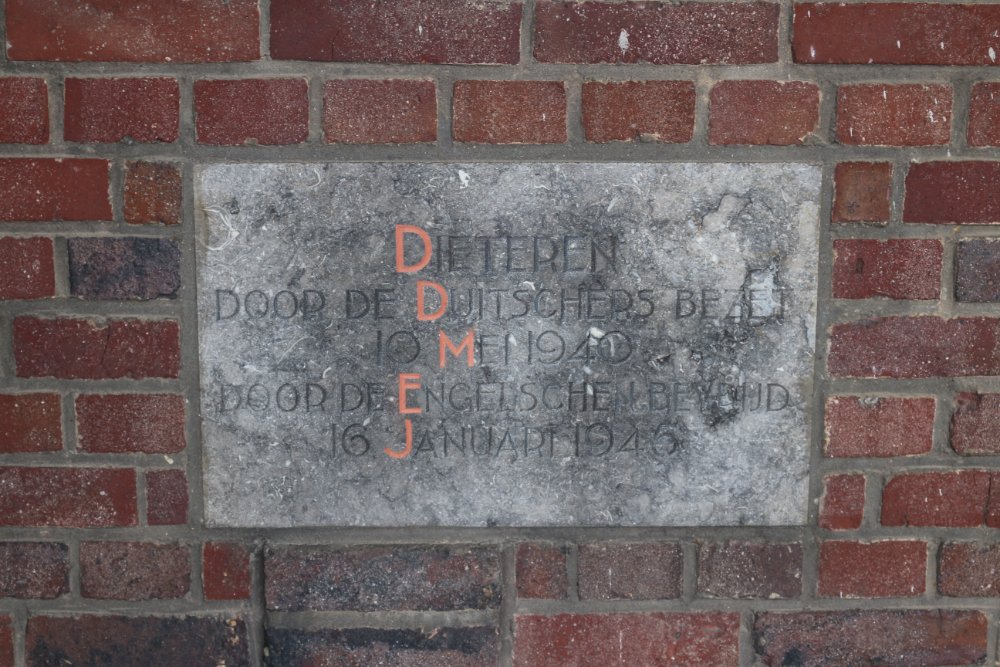 DIETEREN
DOOR DE DUITSCHERS BEZET
10 MEI 1940
DOOR DE ENGELSCHEN BEVRIJD
16 JANUARI 1945